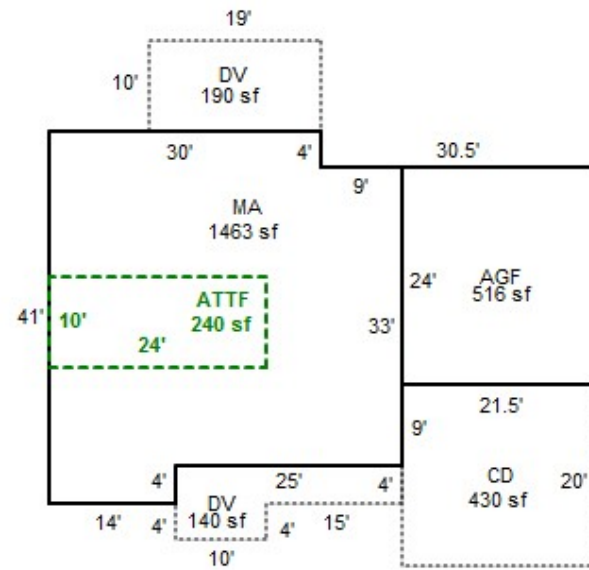 19'
10'
DV
190 sf
30'
4'
30.5'
9'
MA
1463 sf
24'
AGF
516 sf
41'
10'
ATTF
240 sf
24'
33'
21.5'
9'
4'
25'
4'
CD
430 sf
20'
14'
4'
DV
140 sf
4'
15'
10'